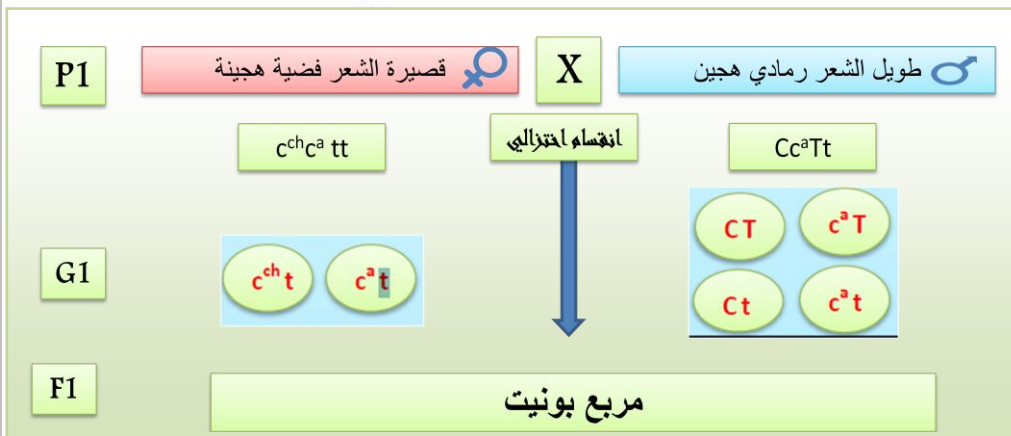 P1
قصيرة الشعر فضية هجينة
X
طويل الشعر رمادي هجين
c^ch c^a tt
انقسام اختزالي
Cc^aTt
CT
c^a T
G1
c^ch t
c^a t
Ct
c^a t
F1
مربع بونيت